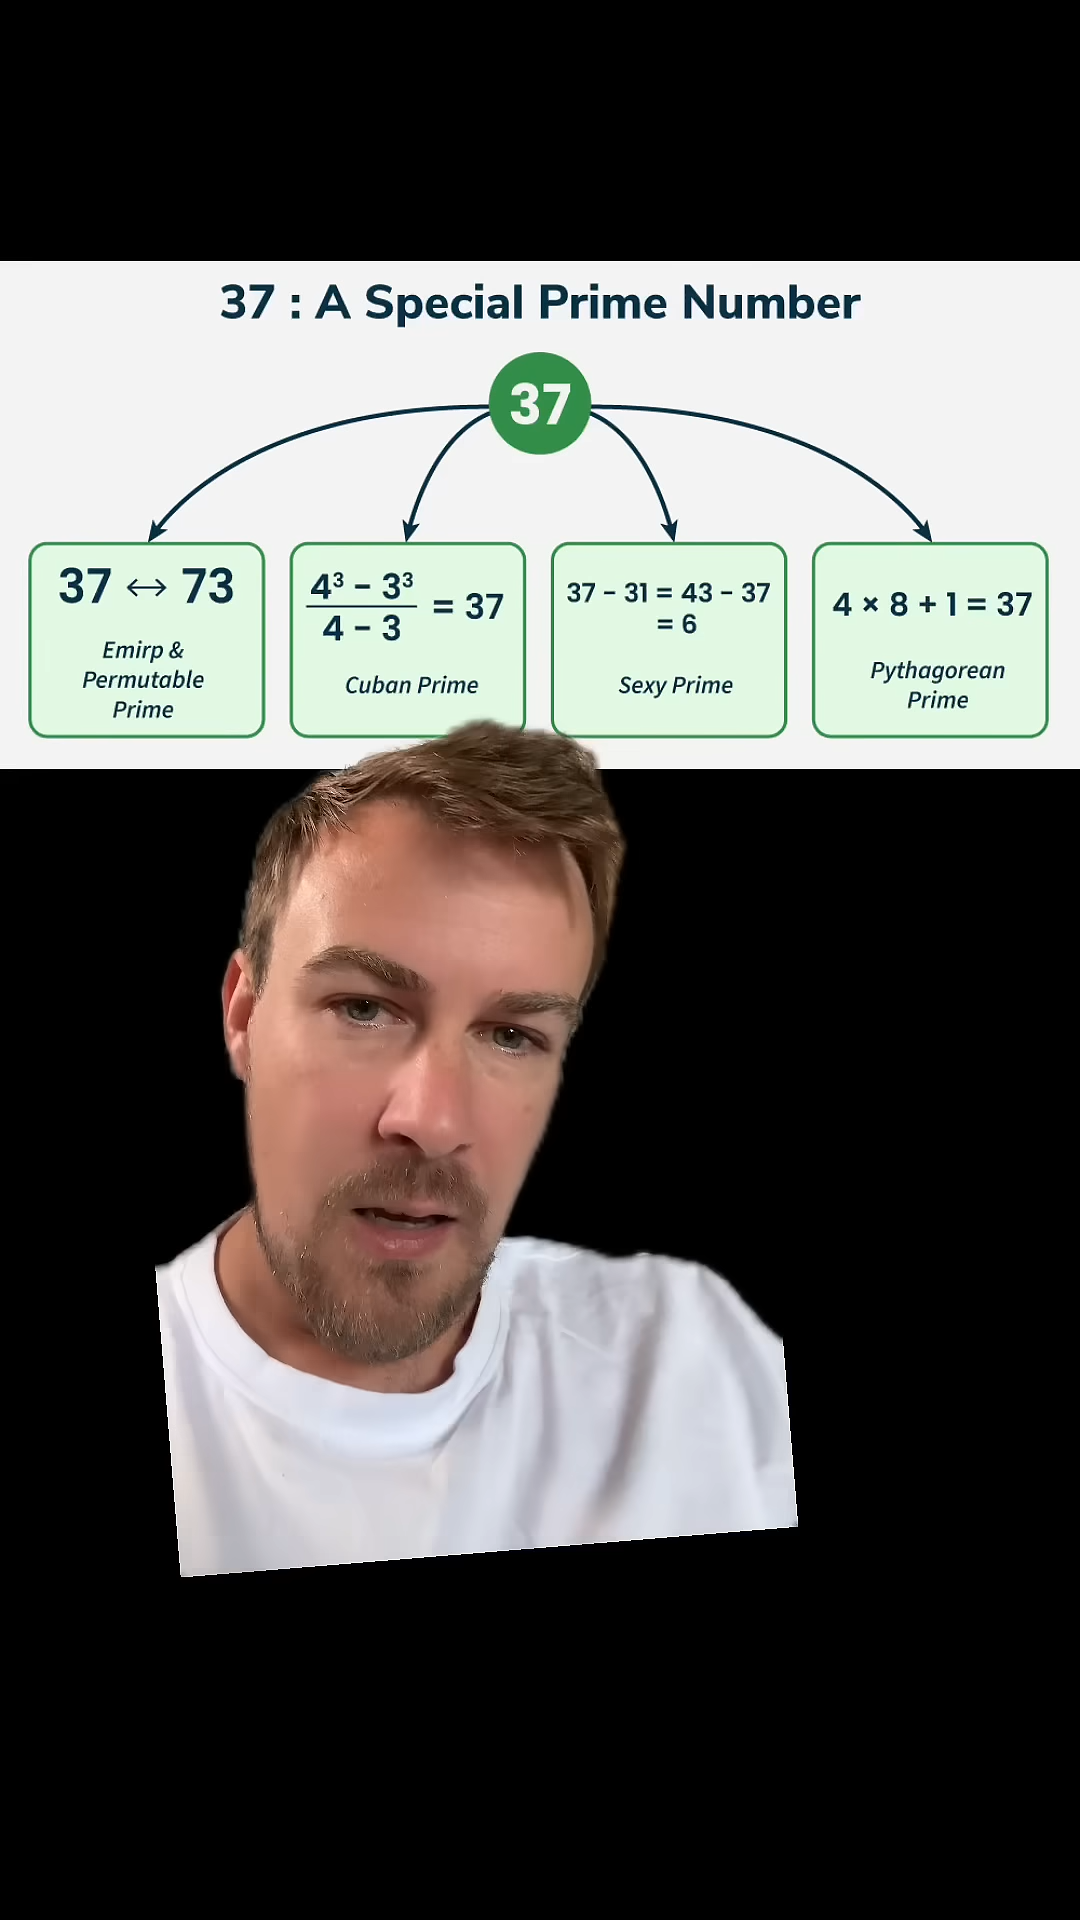 37 : A Special Prime Number
37
37 ↔ 73
Emirp &
Permutable
Prime
4³ − 3³
4 − 3
= 37
Cuban Prime
37 − 31 = 43 − 37
= 6
Sexy Prime
4 × 8 + 1 = 37
Pythagorean
Prime